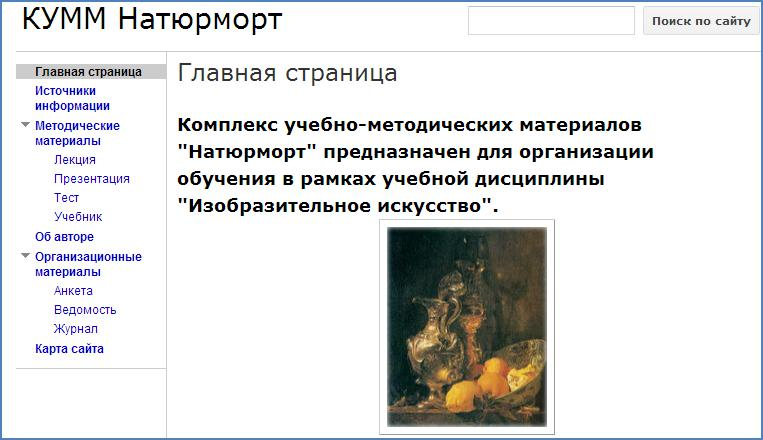 КУММ Натюрморт
Поиск по сайту
Главная страница
Источники
информации
Методические
материалы
Лекция
Презентация
Тест
Учебник
Об авторе
Организационные
материалы
Анкета
Ведомость
Журнал
Карта сайта
Главная страница
Комплекс учебно-методических материалов
"Натюрморт" предназначен для организации
обучения в рамках учебной дисциплины
"Изобразительное искусство".